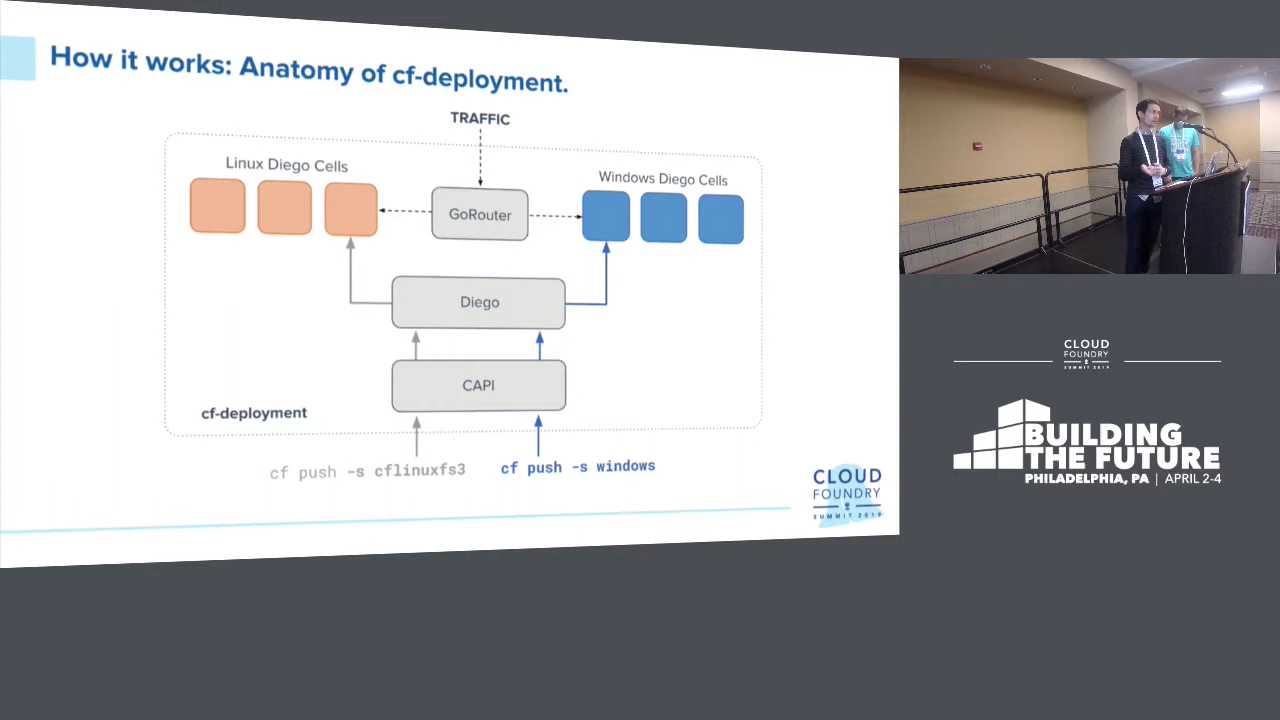 How it works: Anatomy of cf-deployment.
TRAFFIC
Linux Diego Cells
Windows Diego Cells
GoRouter
Diego
CAPI
cf-deployment
cf push -s cflinuxfs3
cf push -s windows
CLOUD
FOUNDRY
SUMMIT 2019
CLOUD
FOUNDRY
SUMMIT 2019
BUILDING
THE FUTURE
PHILADELPHIA, PA | APRIL 2-4